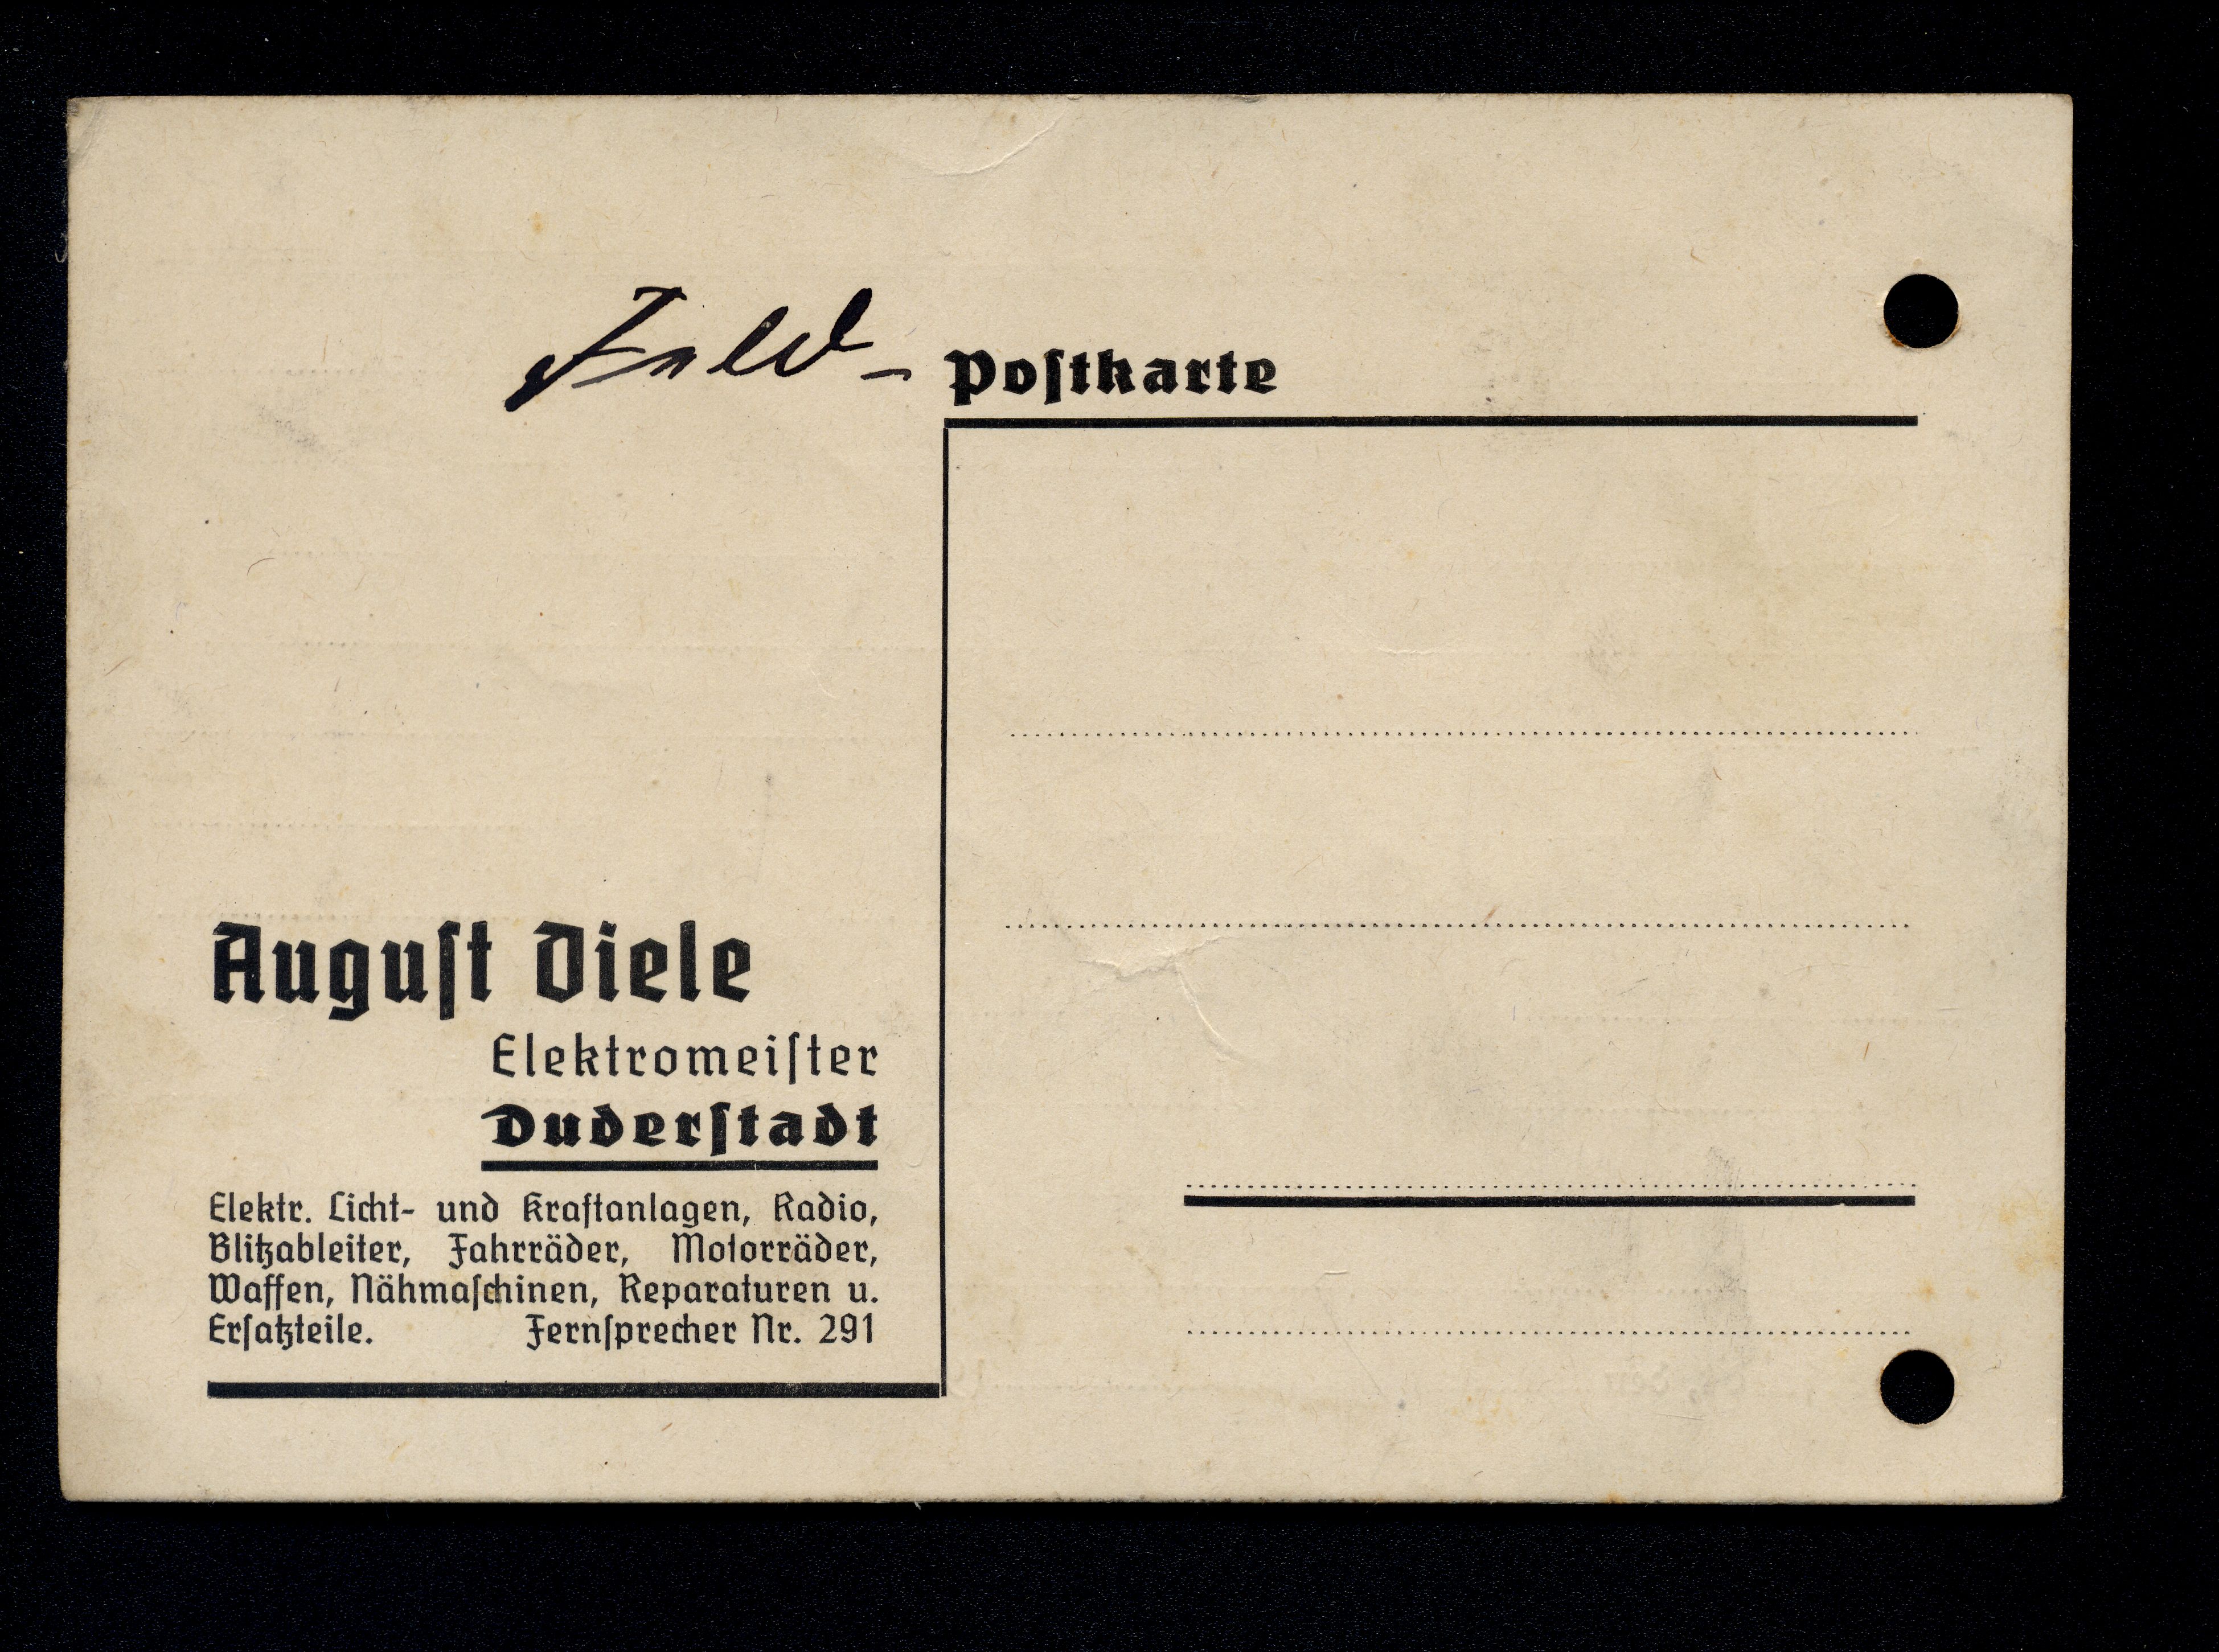 Feld- Postkarte
August Diele
Elektromeister
Duderstadt
Elektr. Licht- und Kraftanlagen, Radio,
Blitzableiter, Fahrräder, Motorräder,
Waffen, Nähmaschinen, Reparaturen u.
Ersatzteile. Fernsprecher Nr. 291